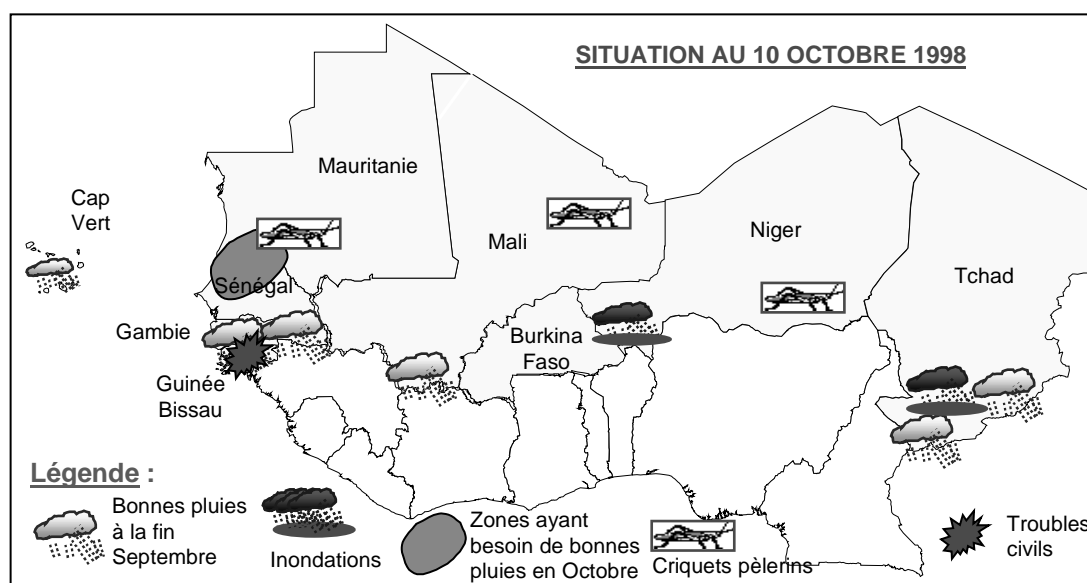 SITUATION AU 10 OCTOBRE 1998
Mauritanie
Cap
Vert
Mali
Niger
Tchad
Sénégal
Gambie
Burkina
Faso
Guinée
Bissau
Légende :
Bonnes pluies
à la fin
Septembre
Inondations
Zones ayant
besoin de bonnes
pluies en Octobre
Criquets pèlerins
Troubles
civils